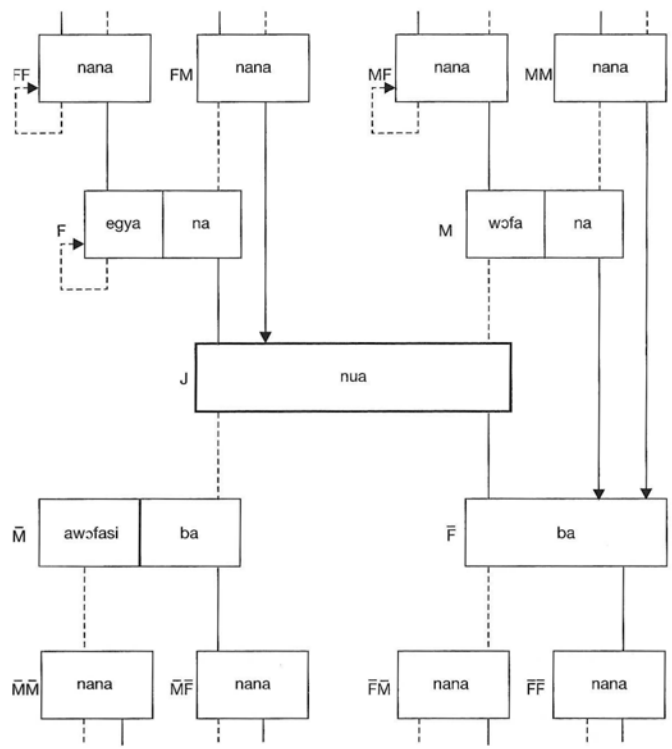 FF nana FM nana MF nana MM nana
F egya na M wɔfa na
J nua
M̄ awɔfasi ba F̄ ba
M̄M̄ nana M̄F̄ nana F̄M̄ nana F̄F̄ nana